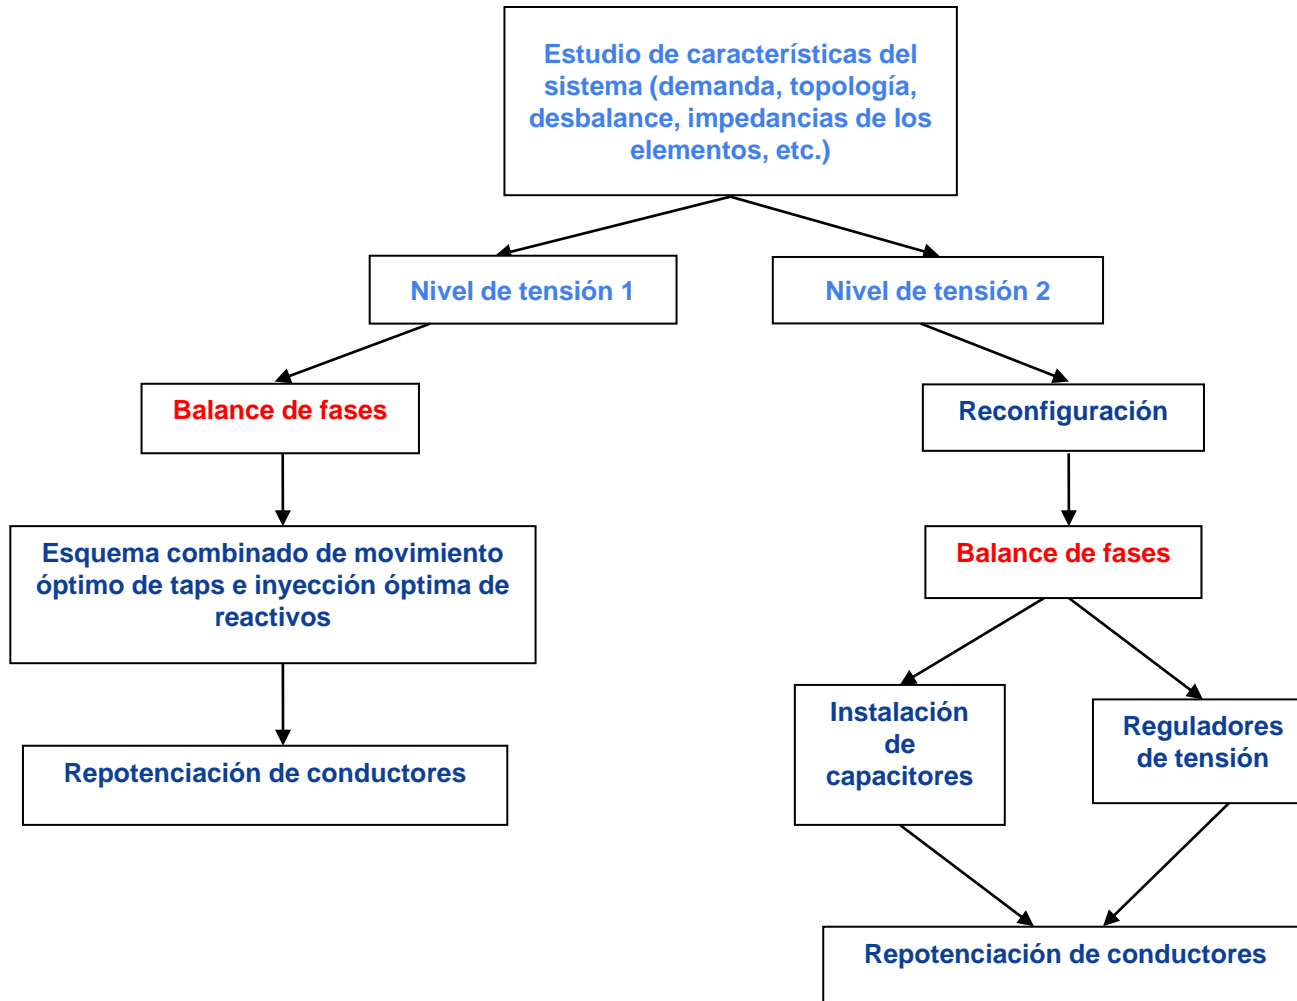 Estudio de características del
sistema (demanda, topología,
desbalance, impedancias de los
elementos, etc.)
Nivel de tensión 1
Nivel de tensión 2
Balance de fases
Reconfiguración
Esquema combinado de movimiento
óptimo de taps e inyección óptima de
reactivos
Balance de fases
Repotenciación de conductores
Instalación
de
capacitores
Reguladores
de tensión
Repotenciación de conductores